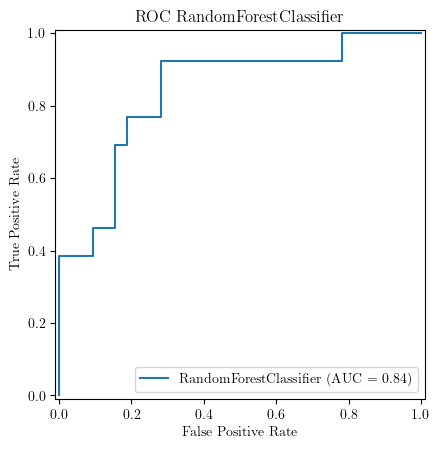 ROC RandomForestClassifier
1.0
0.8
0.6
0.4
0.2
0.0
True Positive Rate
RandomForestClassifier (AUC = 0.84)
0.0 0.2 0.4 0.6 0.8 1.0
False Positive Rate